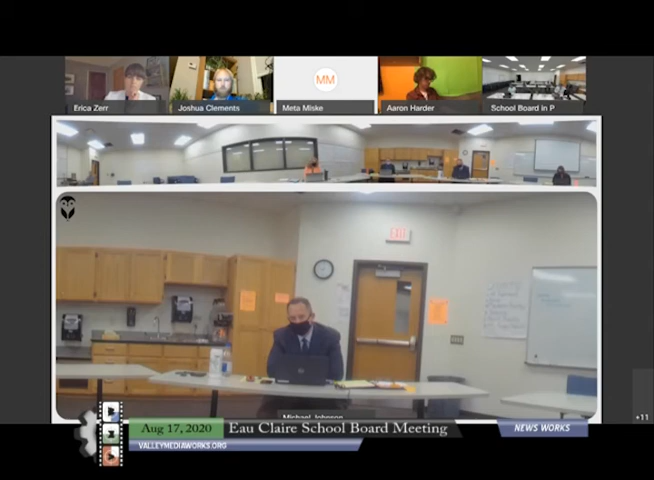 MM
Erica Zerr
Joshua Clements
Meta Miske
Aaron Harder
School Board in P
EXIT
Michael Johnson
+11
Aug 17, 2020
Eau Claire School Board Meeting
NEWS WORKS
VALLEYMEDIAWORKS.ORG